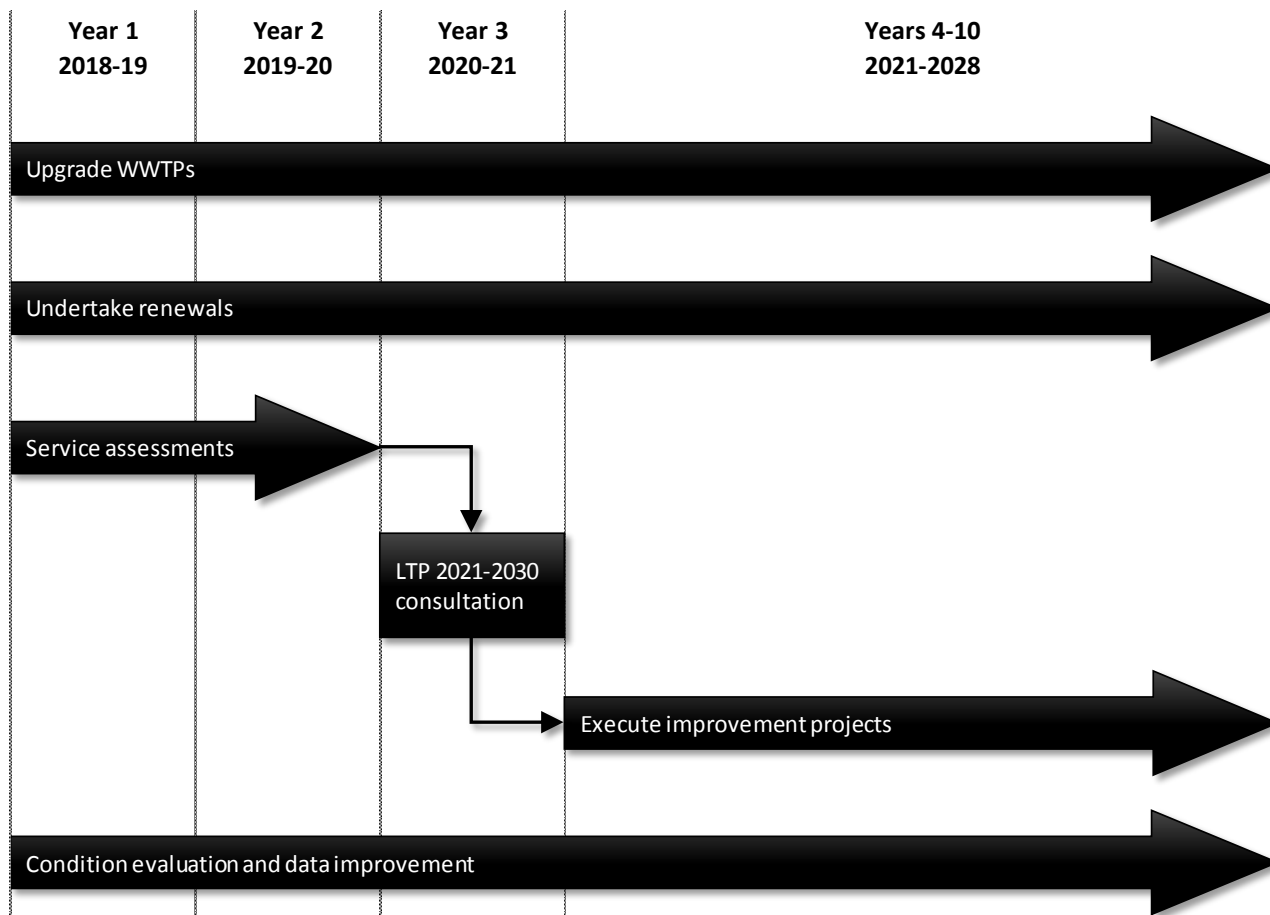 Year 1
2018-19
Year 2
2019-20
Year 3
2020-21
Years 4-10
2021-2028
Upgrade WWTPs
Undertake renewals
Service assessments
LTP 2021-2030
consultation
Execute improvement projects
Condition evaluation and data improvement